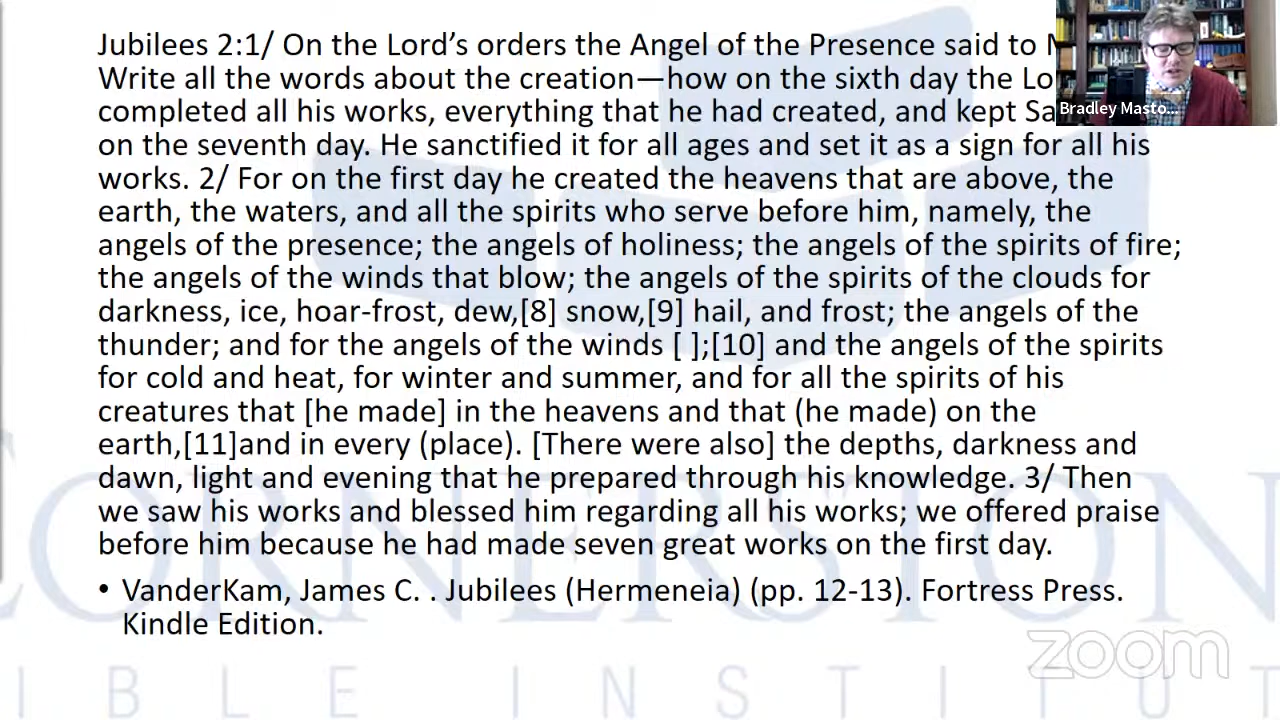 Jubilees 2:1/ On the Lord’s orders the Angel of the Presence said to
Write all the words about the creation—how on the sixth day the
completed all his works, everything that he had created, and kept
on the seventh day. He sanctified it for all ages and set it as a sign for all his
works. 2/ For on the first day he created the heavens that are above, the
earth, the waters, and all the spirits who serve before him, namely, the
angels of the presence; the angels of holiness; the angels of the spirits of fire;
the angels of the winds that blow; the angels of the spirits of the clouds for
darkness, ice, hoar-frost, dew,[8] snow,[9] hail, and frost; the angels of the
thunder; and for the angels of the winds [ ];[10] and the angels of the spirits
for cold and heat, for winter and summer, and for all the spirits of his
creatures that [he made] in the heavens and that (he made) on the
earth,[11]and in every (place). [There were also] the depths, darkness and
dawn, light and evening that he prepared through his knowledge. 3/ Then
we saw his works and blessed him regarding all his works; we offered praise
before him because he had made seven great works on the first day.
• VanderKam, James C. . Jubilees (Hermeneia) (pp. 12-13). Fortress Press.
Kindle Edition.
Bradley Masto...
zoom
CORNERSTON
IBLE INSTITUT